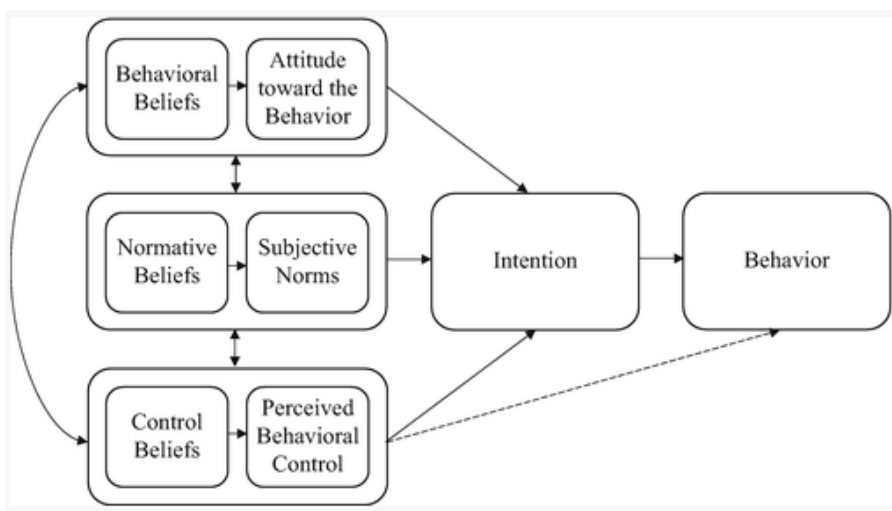 Behavioral
Beliefs
Attitude
toward the
Behavior
Normative
Beliefs
Subjective
Norms
Control
Beliefs
Perceived
Behavioral
Control
Intention
Behavior